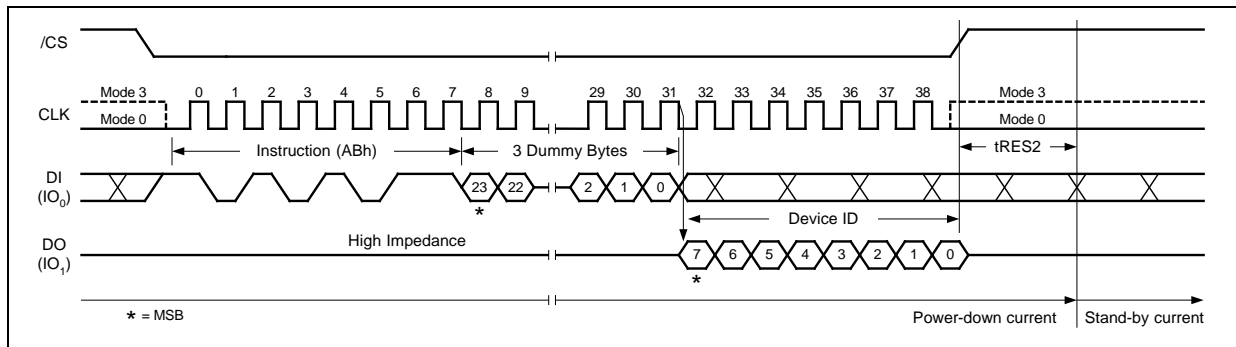 /CS
Mode 3 0 1 2 3 4 5 6 7 8 9 29 30 31 32 33 34 35 36 37 38 Mode 3
CLK
Mode 0 Mode 0
Instruction (ABh) 3 Dummy Bytes tRES2
DI
(IO0)
23 22 2 1 0
*
Device ID
High Impedance
DO
(IO1)
7 6 5 4 3 2 1 0
*
* = MSB
Power-down current Stand-by current